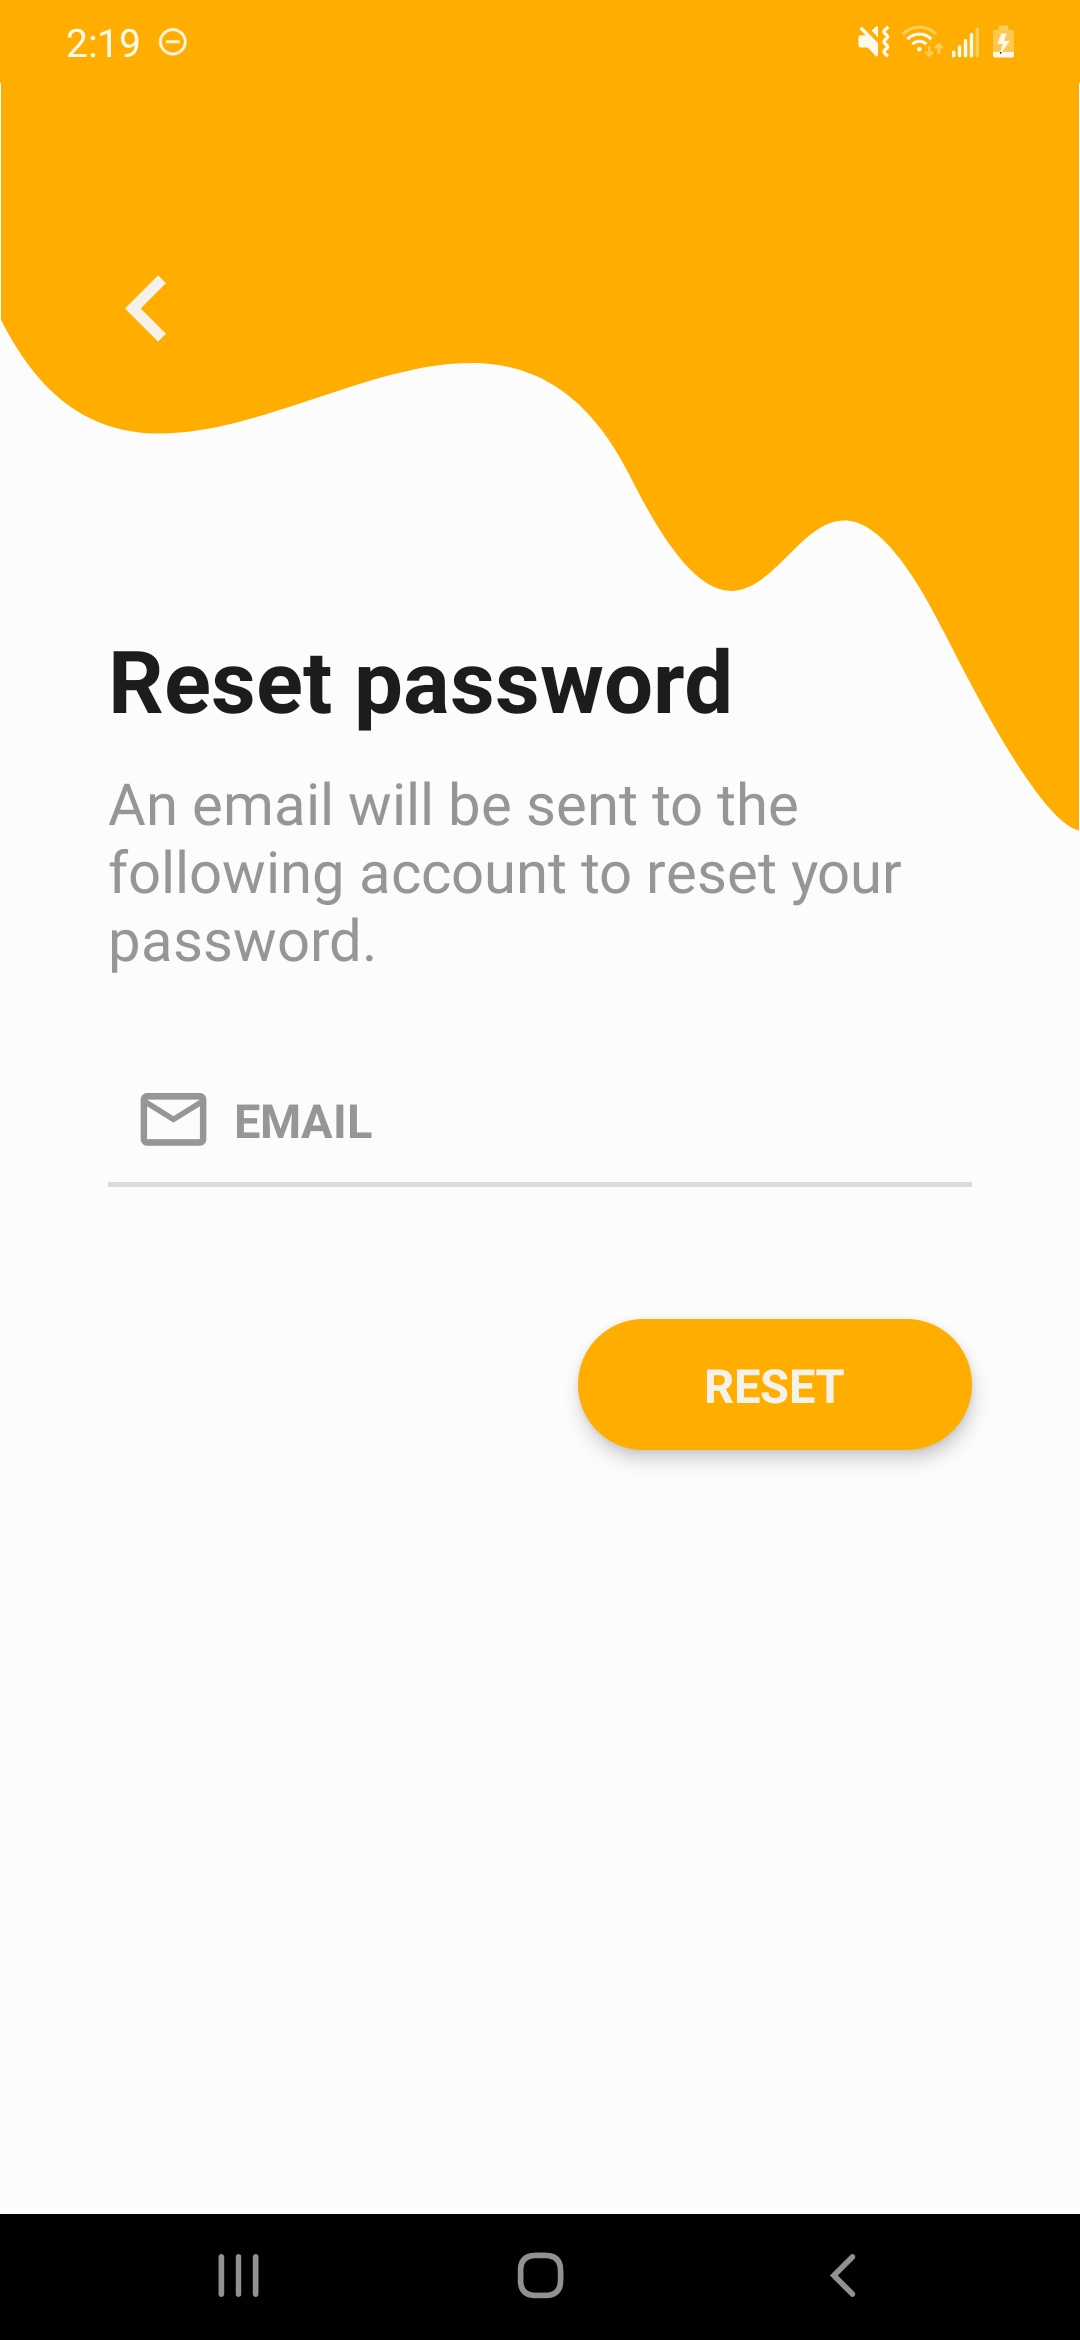 2:19
Reset password
An email will be sent to the
following account to reset your
password.
EMAIL
RESET